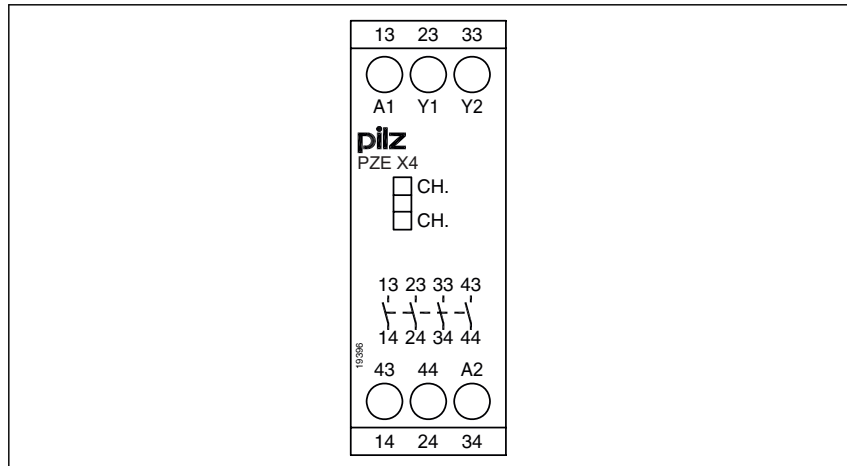 13 23 33
A1 Y1 Y2
pilz
PZE X4
CH.
CH.
13 23 33 43
14 24 34 44
19396
43 44 A2
14 24 34